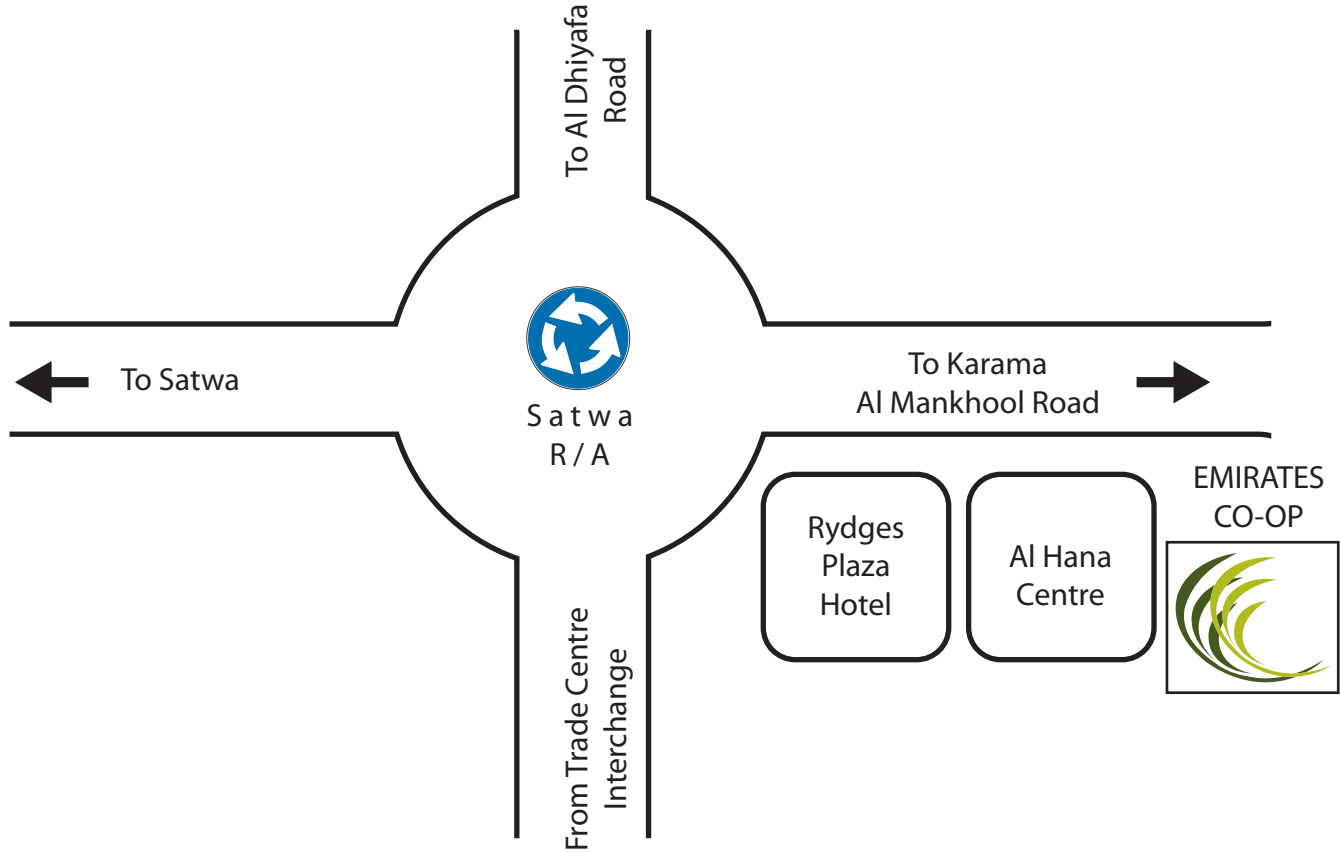 To Al Dhiyafa
Road
To Satwa
Satwa
R / A
To Karama
Al Mankhool Road
EMIRATES
CO-OP
Rydges
Plaza
Hotel
Al Hana
Centre
From Trade Centre
Interchange